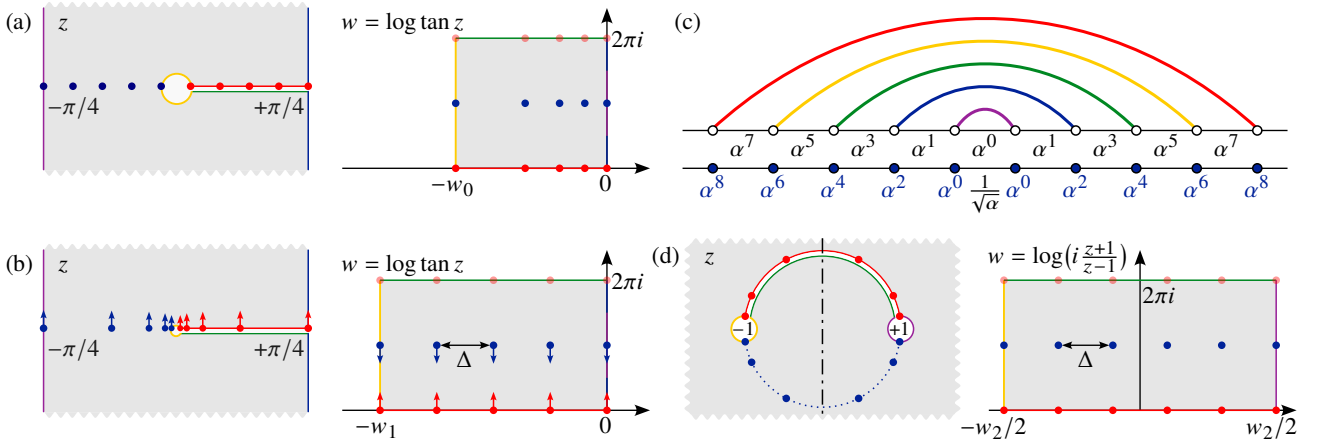 (a)
z
−π/4
+π/4
w = log tan z
2πi
−w₀
0
(b)
z
−π/4
+π/4
w = log tan z
2πi
Δ
−w₁
0
(c)
α⁷ α⁵ α³ α¹ α⁰ α¹ α³ α⁵ α⁷
α⁸ α⁶ α⁴ α² α⁰ 1/√α α⁰ α² α⁴ α⁶ α⁸
(d)
z
−1
+1
w = log(i (z+1)/(z−1))
2πi
Δ
−w₂/2
w₂/2